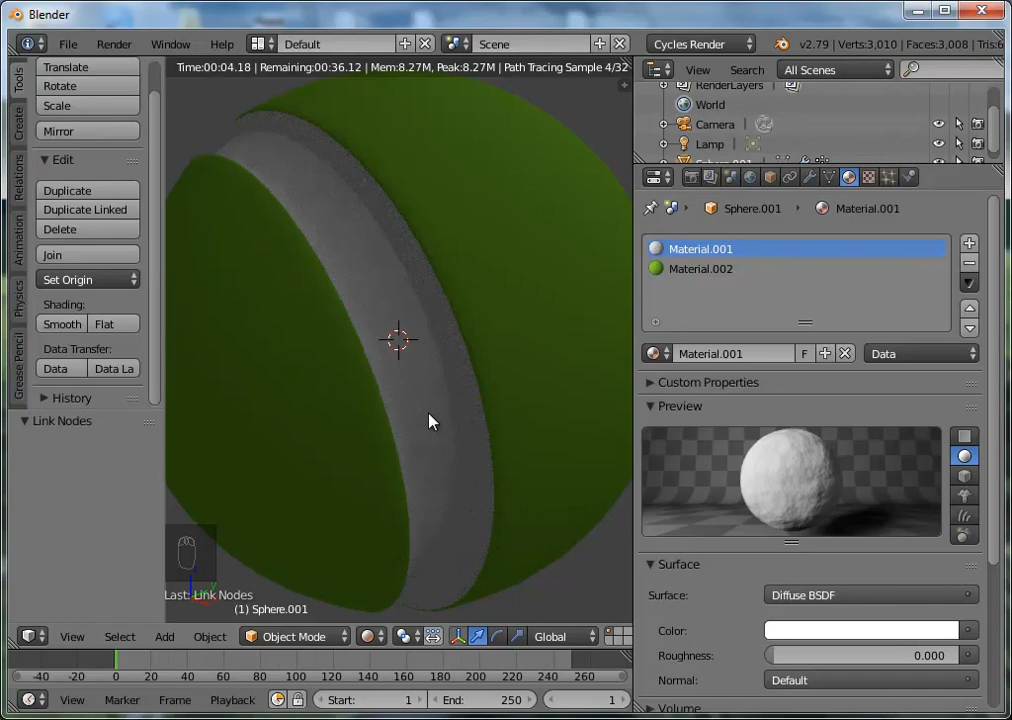 Blender
File Render Window Help Default Scene Cycles Render v2.79 | Verts:3,010 | Faces:3,008 | Tris:6
Time:00:04.18 | Remaining:00:36.12 | Mem:8.27M, Peak:8.27M | Path Tracing Sample 4/32
View Search All Scenes
RenderLayers
World
Camera
Lamp
Sphere.001
Tools
Create
Relations
Animation
Physics
Grease Pencil
Translate
Rotate
Scale
Mirror
Edit
Duplicate
Duplicate Linked
Delete
Join
Set Origin
Shading:
Smooth Flat
Data Transfer:
Data Data La
History
Link Nodes
Last: Link Nodes
(1) Sphere.001
Sphere.001 Material.001
Material.001
Material.002
Material.001 F Data
Custom Properties
Preview
Surface
Surface: Diffuse BSDF
Color:
Roughness: 0.000
Normal: Default
Volume
View Select Add Object Object Mode Global
-40 -20 0 20 40 60 80 100 120 140 160 180 200 220 240 260
View Marker Frame Playback Start: 1 End: 250 1